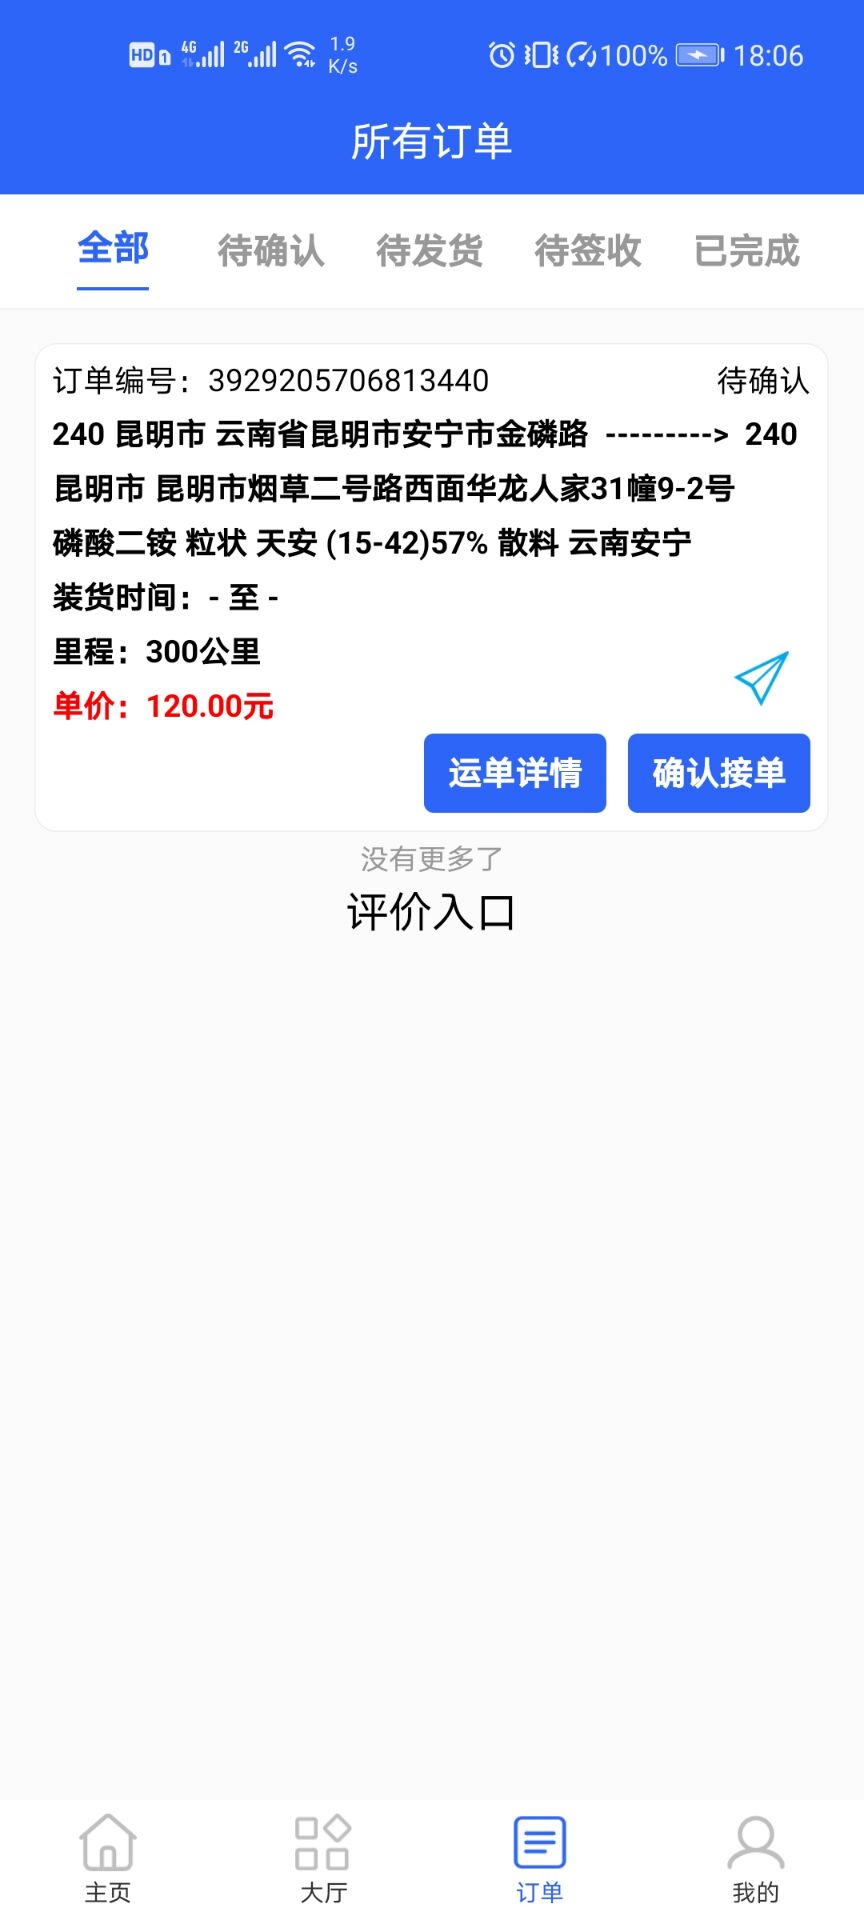 HD 1 4G 2G 1.9 K/s 100% 18:06
所有订单
全部 待确认 待发货 待签收 已完成
订单编号：3929205706813440 待确认
240 昆明市 云南省昆明市安宁市金磷路 ---------> 240
昆明市 昆明市烟草二号路西面华龙人家31幢9-2号
磷酸二铵 粒状 天安 (15-42)57% 散料 云南安宁
装货时间：- 至 -
里程：300公里
单价：120.00元
运单详情 确认接单
没有更多了
评价入口
主页 大厅 订单 我的